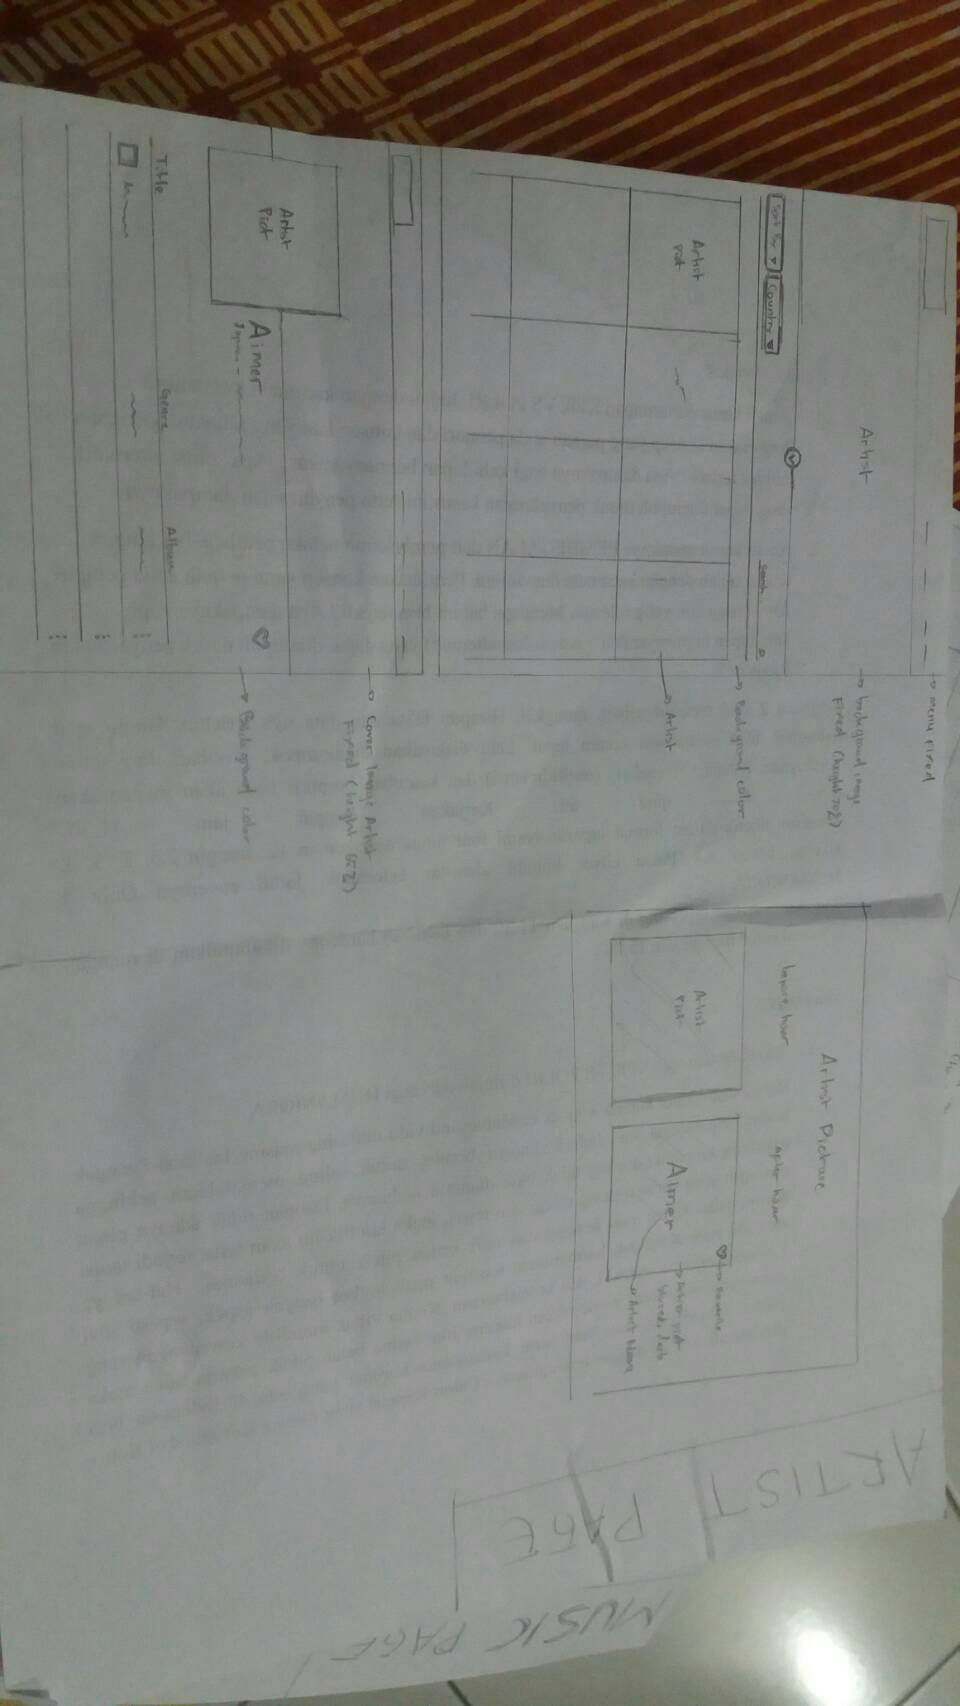 menu fixed
Artist
background image
Fixed (height 70%)
Sort By
Country
Search
Background color
Artist
Pict
Artist
Cover Image Artist
Fixed (height 65%)
Artist
Pict
Aimer
Japan -
Background color
Title
Genre
Album
Artist Picture
before hover
after hover
Artist
Pict
Aimer
Favorite
Artist pict
blured, dark
Artist Name
ARTIST PAGE
MUSIC PAGE